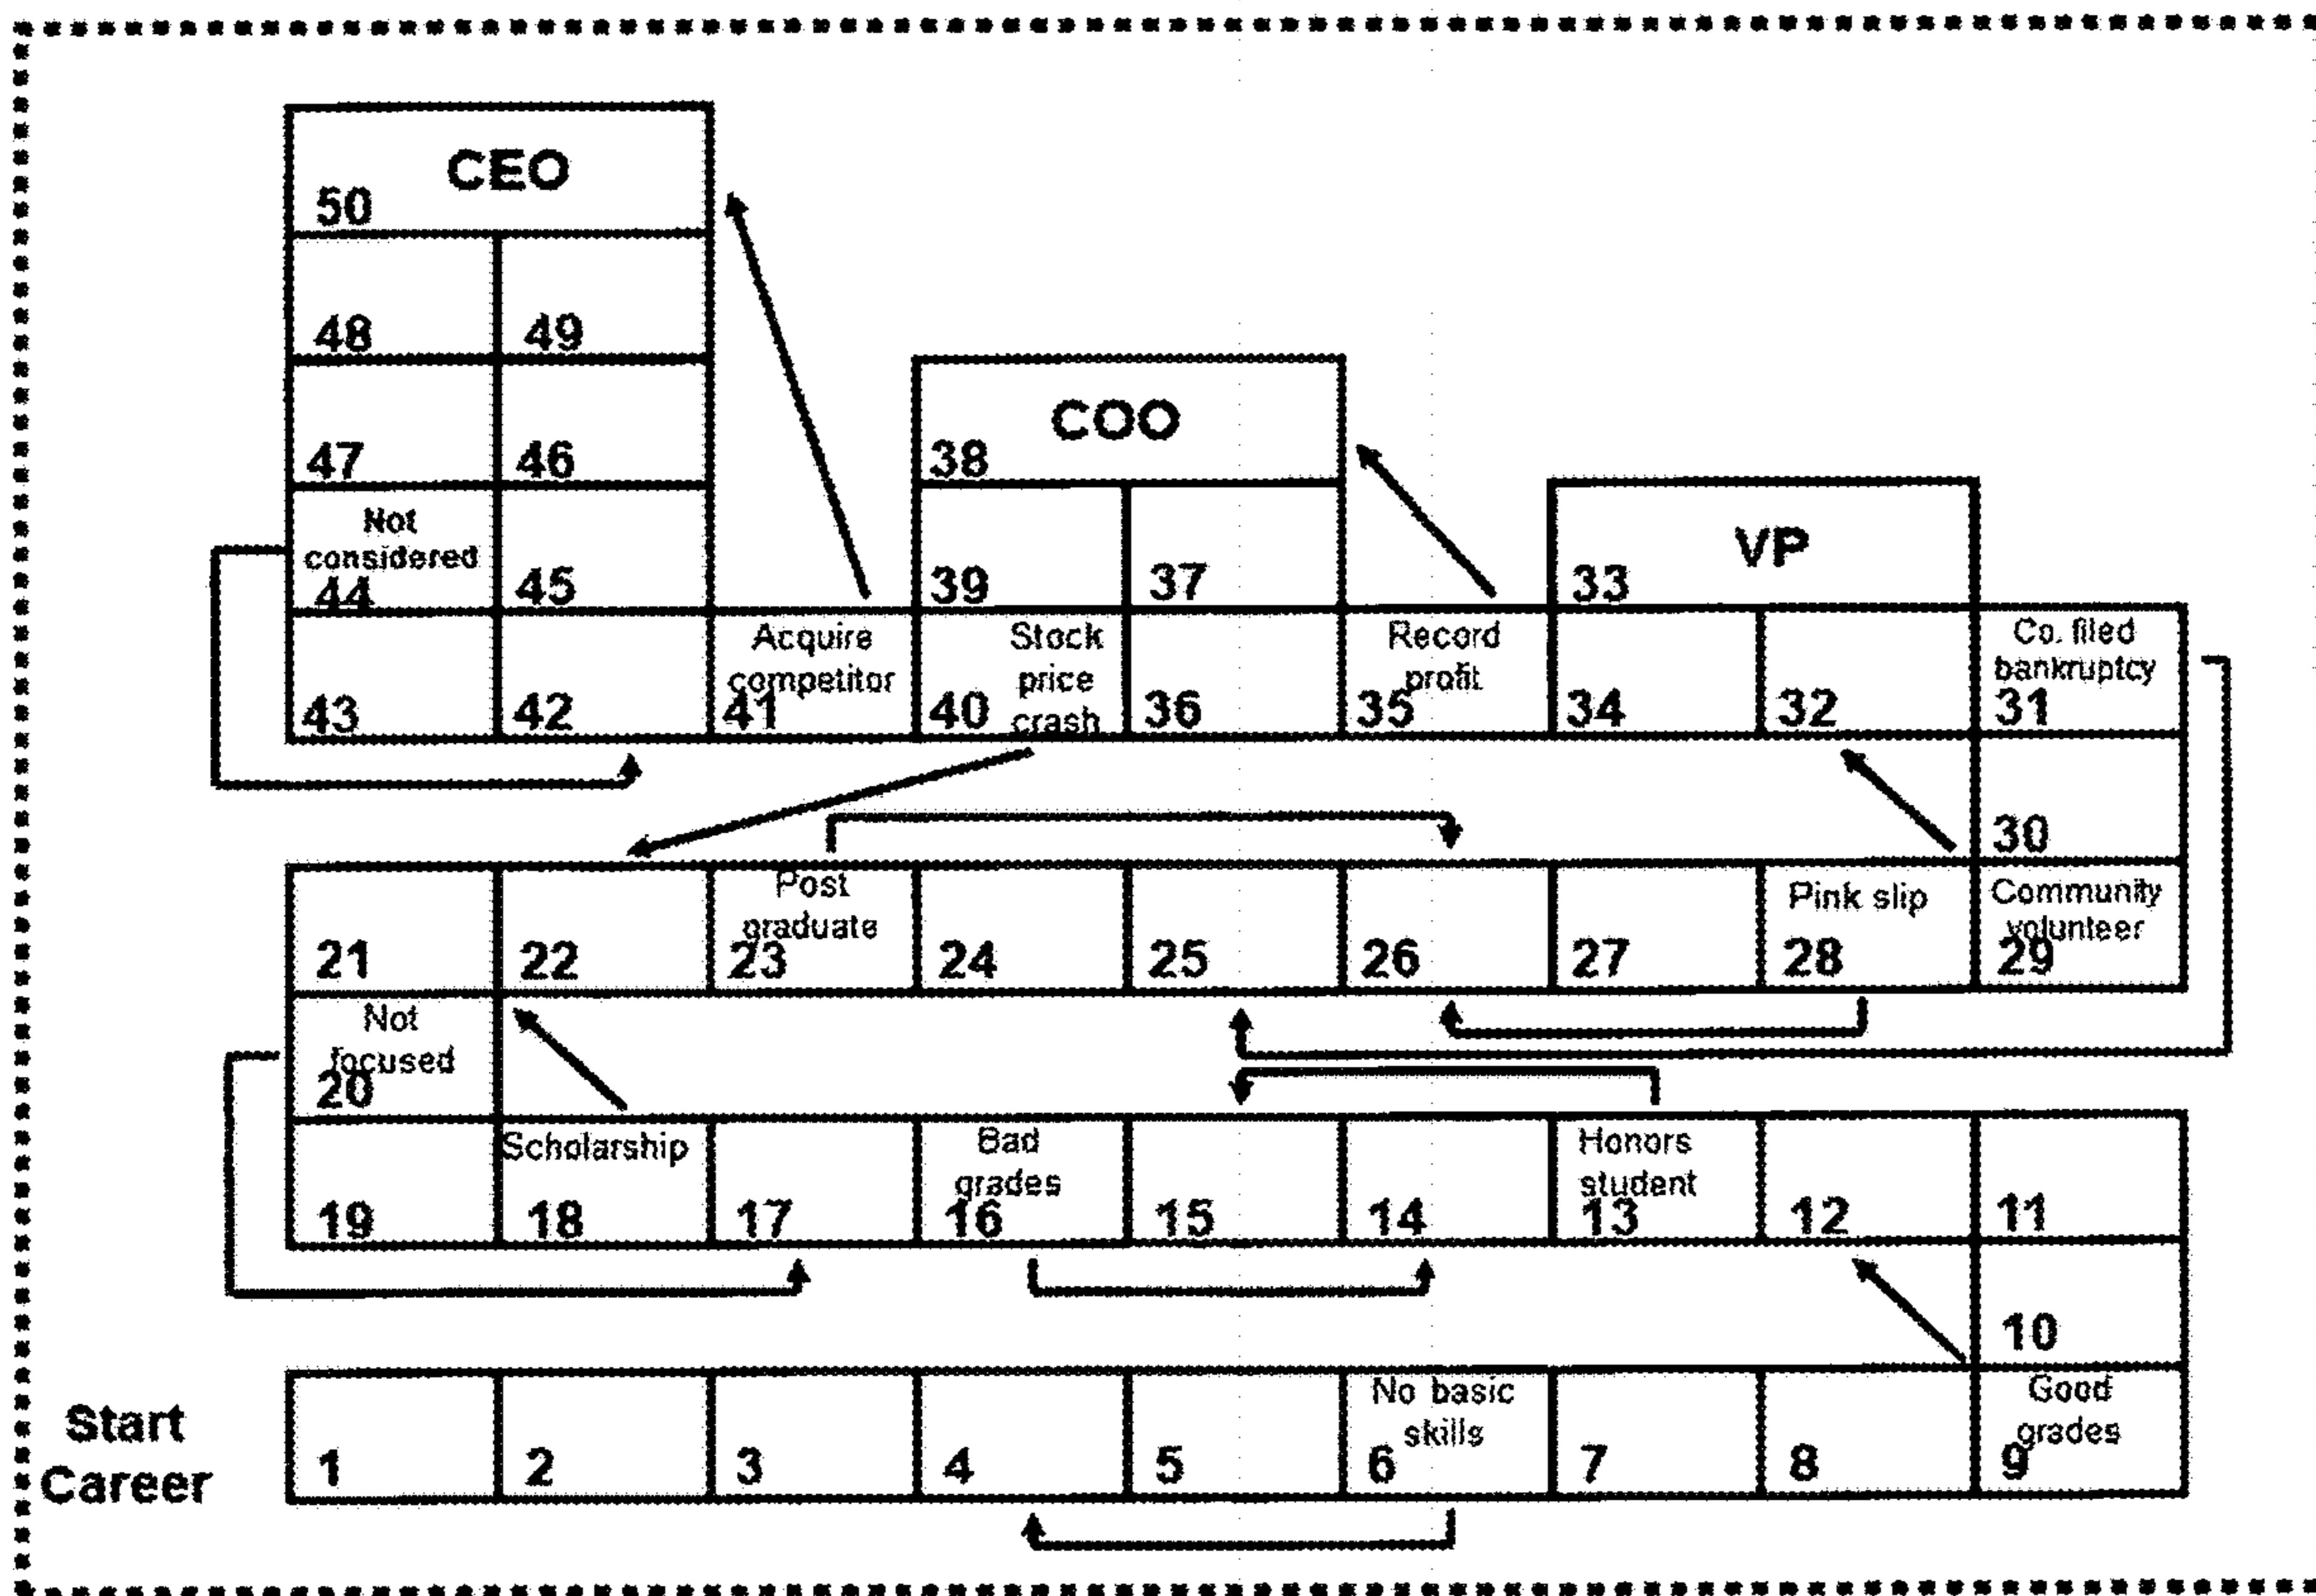 CEO
50
48 49
47 46
COO
38
Not
considered
44
45
39 37
VP
33
43 42
Acquire
competitor
41
40
Stock
price
crash
36
Record
profit
35
34 32
Co. filed
bankruptcy
31
30
21 22
Post
graduate
23
24 25 26 27
Pink slip
28
Community
volunteer
29
Not
focused
20
19
Scholarship
18
17
Bad
grades
16
15 14
Honors
student
13
12 11
10
Start
Career
1 2 3 4 5
No basic
skills
6
7 8
Good
grades
9